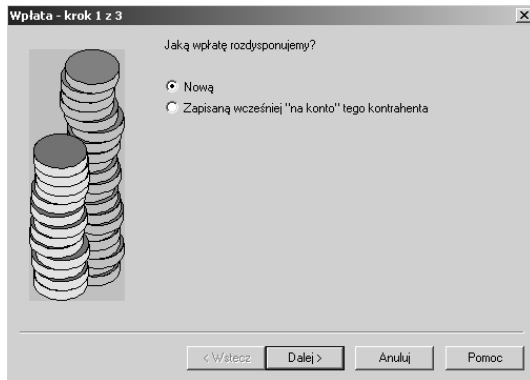 Wpłata - krok 1 z 3
Jaką wpłatę rozdysponujemy?
Nową
Zapisaną wcześniej "na konto" tego kontrahenta
< Wstecz Dalej > Anuluj Pomoc